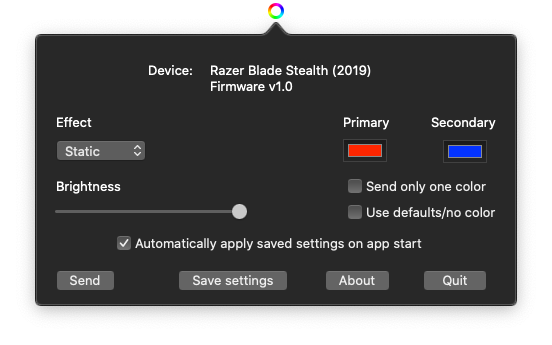 Device: Razer Blade Stealth (2019)
Firmware v1.0
Effect Primary Secondary
Static
Brightness Send only one color
Use defaults/no color
Automatically apply saved settings on app start
Send Save settings About Quit